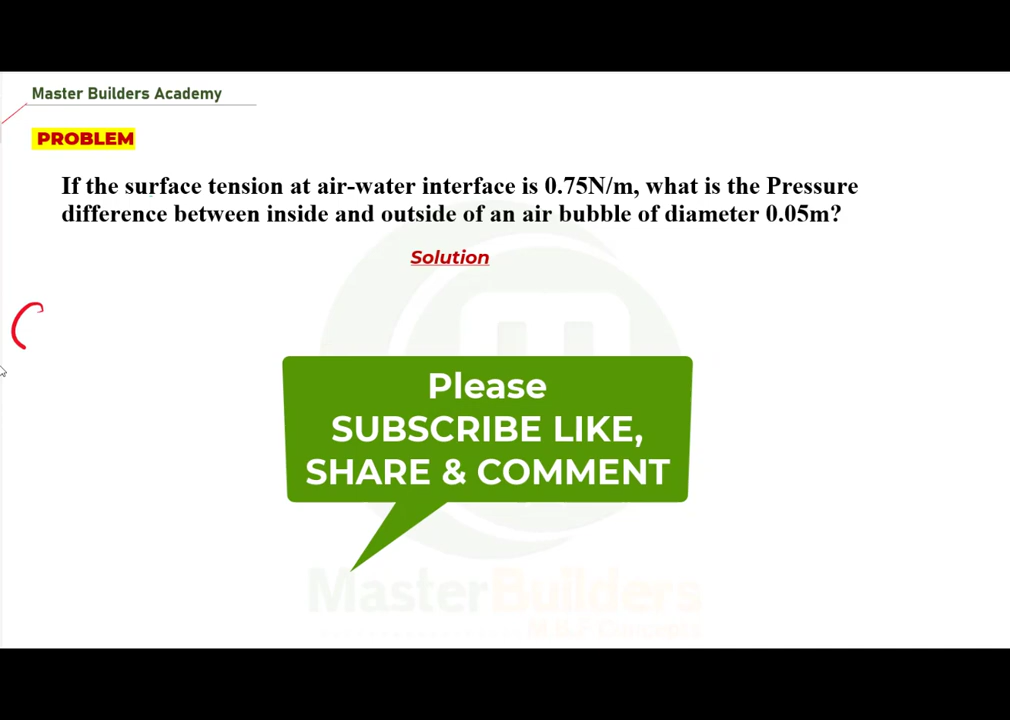 Master Builders Academy
PROBLEM
If the surface tension at air-water interface is 0.75N/m, what is the Pressure
difference between inside and outside of an air bubble of diameter 0.05m?
Solution
Please
SUBSCRIBE LIKE,
SHARE & COMMENT
MasterBuilders